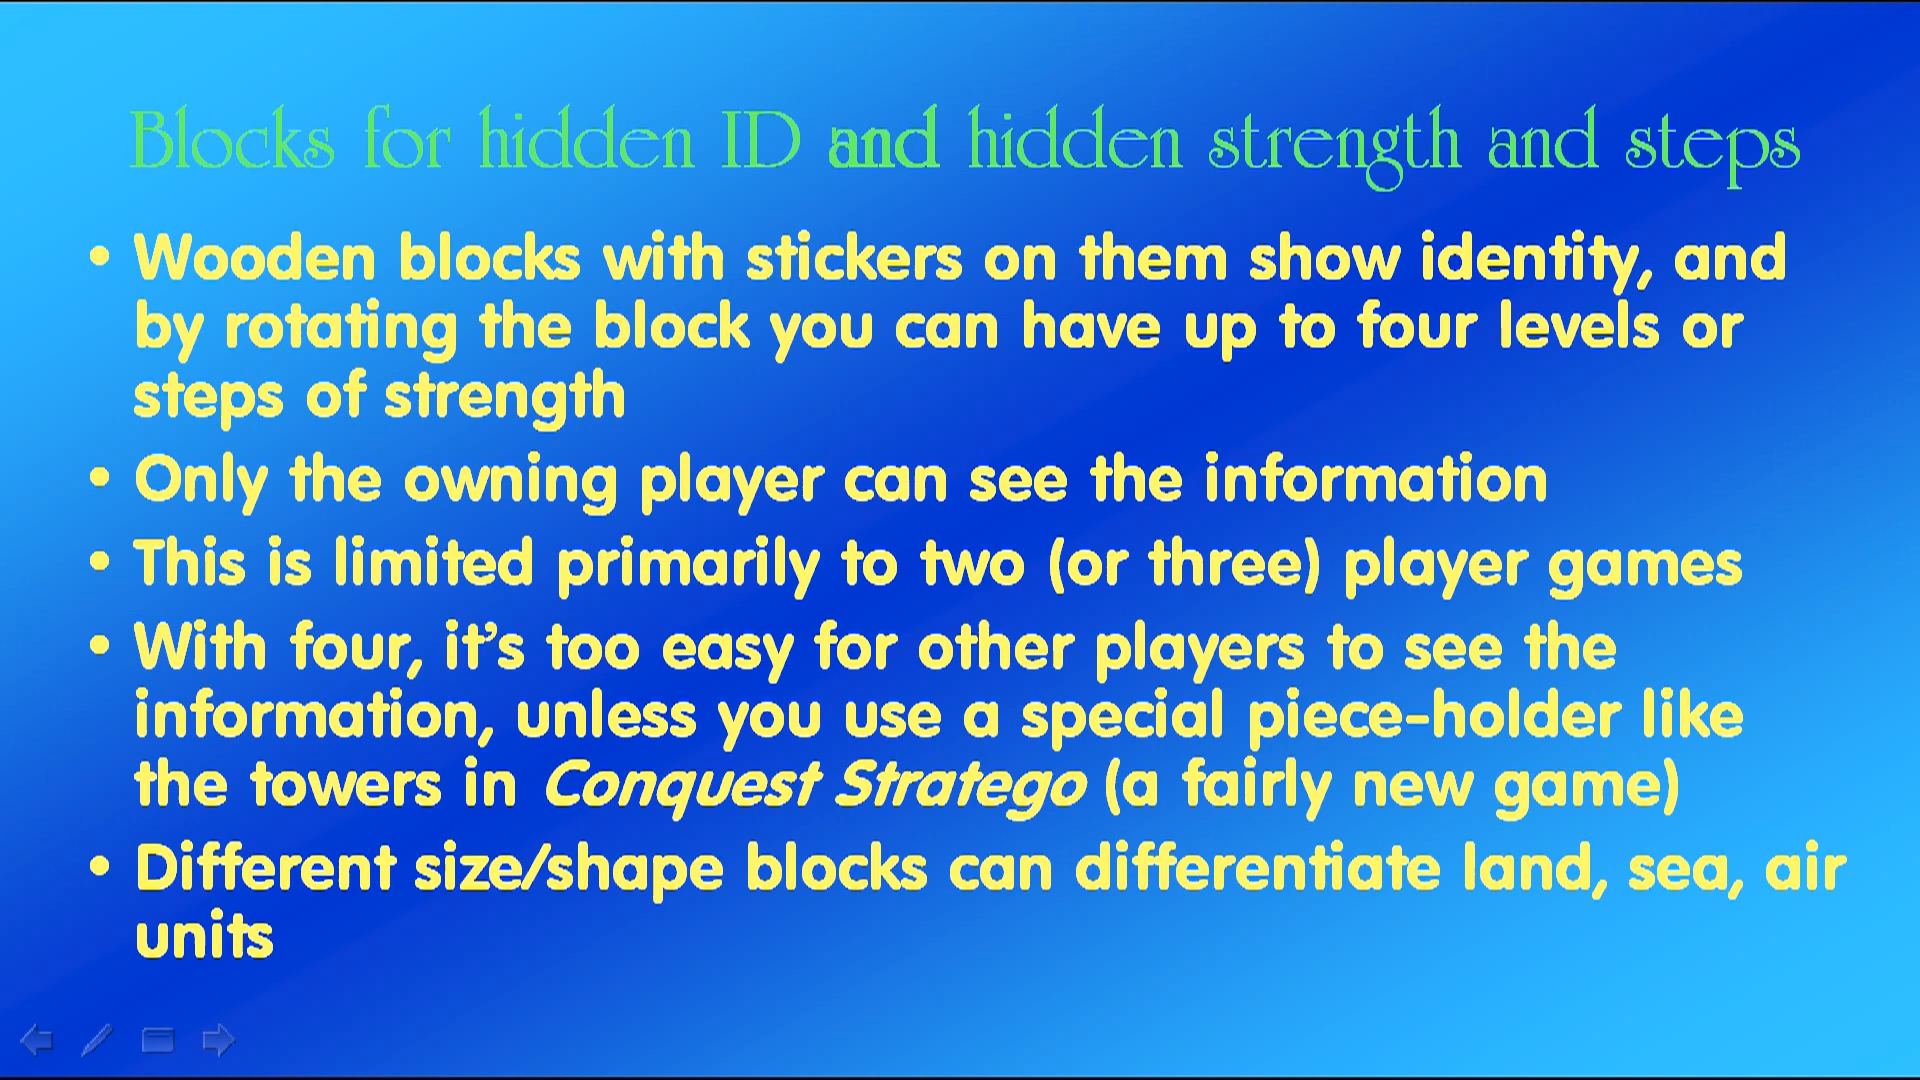 Blocks for hidden ID and hidden strength and steps
• Wooden blocks with stickers on them show identity, and
by rotating the block you can have up to four levels or
steps of strength
• Only the owning player can see the information
• This is limited primarily to two (or three) player games
• With four, it’s too easy for other players to see the
information, unless you use a special piece-holder like
the towers in Conquest Stratego (a fairly new game)
• Different size/shape blocks can differentiate land, sea, air
units